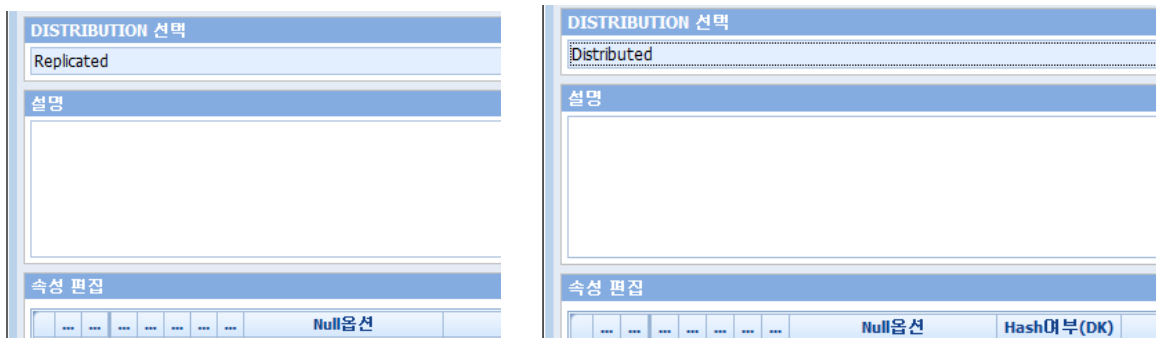 DISTRIBUTION 선택
Replicated
설명
속성 편집
... ... ... ... ... ... ... Null옵션
DISTRIBUTION 선택
Distributed
설명
속성 편집
... ... ... ... ... ... ... Null옵션 Hash여부(DK)